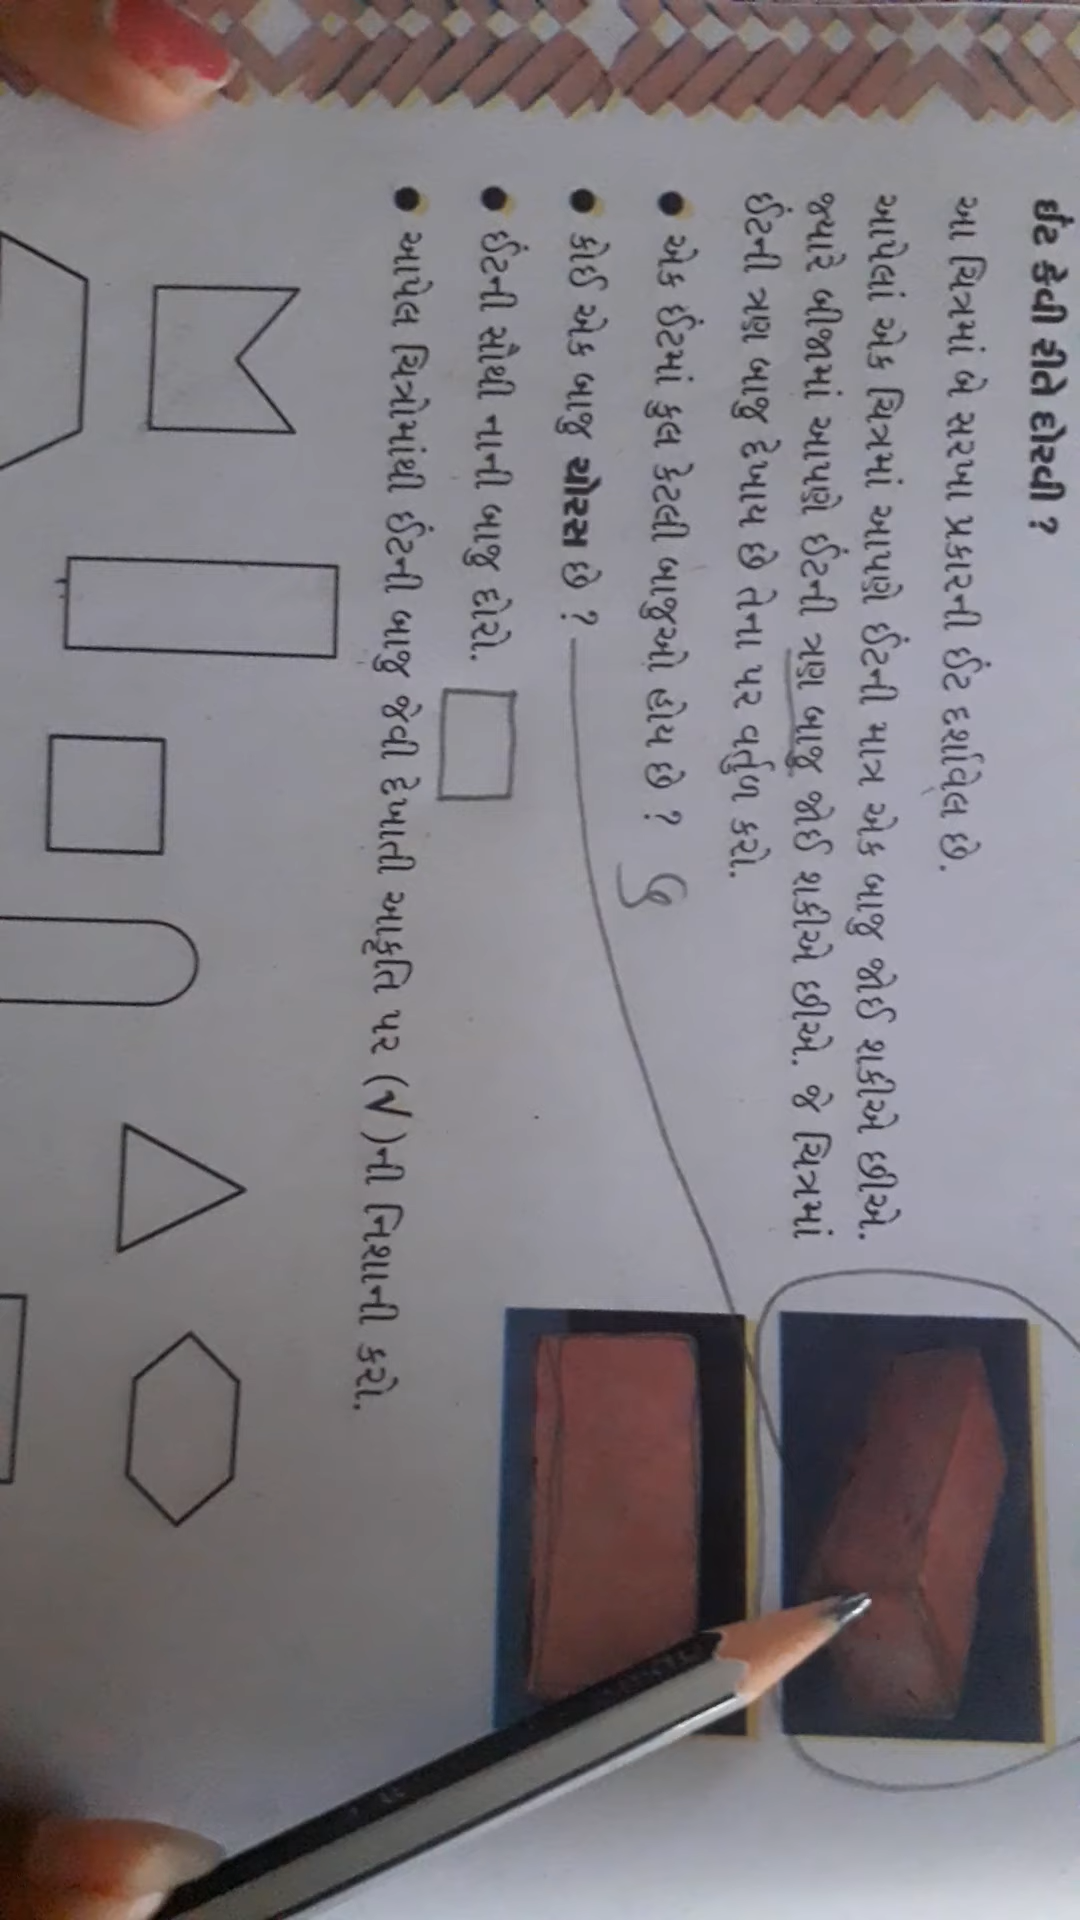 ઈંટ કેવી રીતે દોરવી ?
આ ચિત્રમાં બે સરખા પ્રકારની ઈંટ દર્શાવેલ છે.
આપેલાં એક ચિત્રમાં આપણે ઈંટની માત્ર એક બાજુ જોઈ શકીએ છીએ.
જ્યારે બીજામાં આપણે ઈંટની ત્રણ બાજુ જોઈ શકીએ છીએ. જે ચિત્રમાં
ઈંટની ત્રણ બાજુ દેખાય છે તેના પર વર્તુળ કરો.
• એક ઈંટમાં કુલ કેટલી બાજુઓ હોય છે ? ૬
• કોઈ એક બાજુ ચોરસ છે ?
• ઈંટની સૌથી નાની બાજુ દોરો.
• આપેલ ચિત્રોમાંથી ઈંટની બાજુ જેવી દેખાતી આકૃતિ પર (√)ની નિશાની કરો.